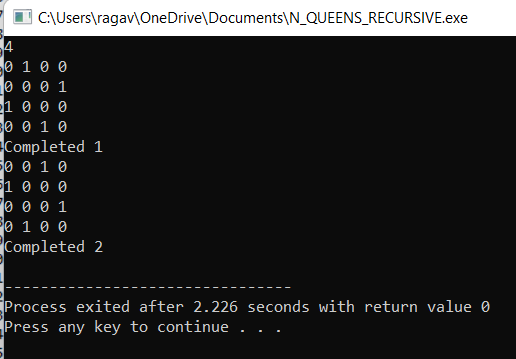 C:\Users\ragav\OneDrive\Documents\N_QUEENS_RECURSIVE.exe
4
0 1 0 0
0 0 0 1
1 0 0 0
0 0 1 0
Completed 1
0 0 1 0
1 0 0 0
0 0 0 1
0 1 0 0
Completed 2
--------------------------------
Process exited after 2.226 seconds with return value 0
Press any key to continue . . .